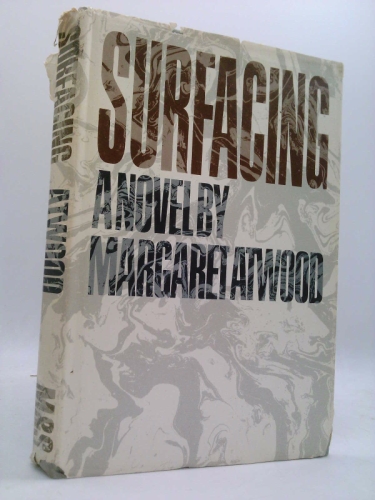 SURFACING
A NOVEL BY
MARGARET ATWOOD
SURFACING ATWOOD M&S